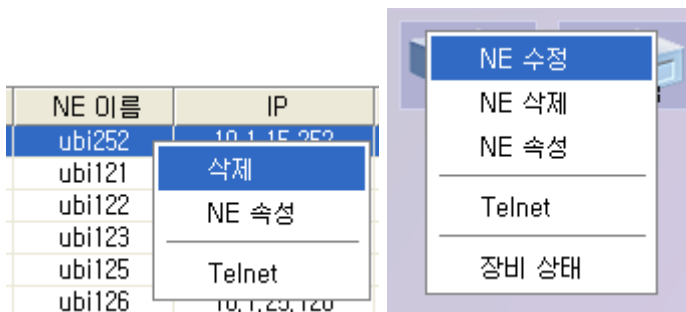 NE 이름 IP
ubi252
ubi121
ubi122
ubi123
ubi125
ubi126
삭제
NE 속성
Telnet
NE 수정
NE 삭제
NE 속성
Telnet
장비 상태